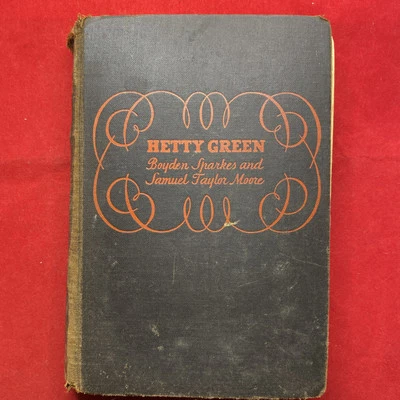 HETTY GREEN
Boyden Sparkes and
Samuel Taylor Moore